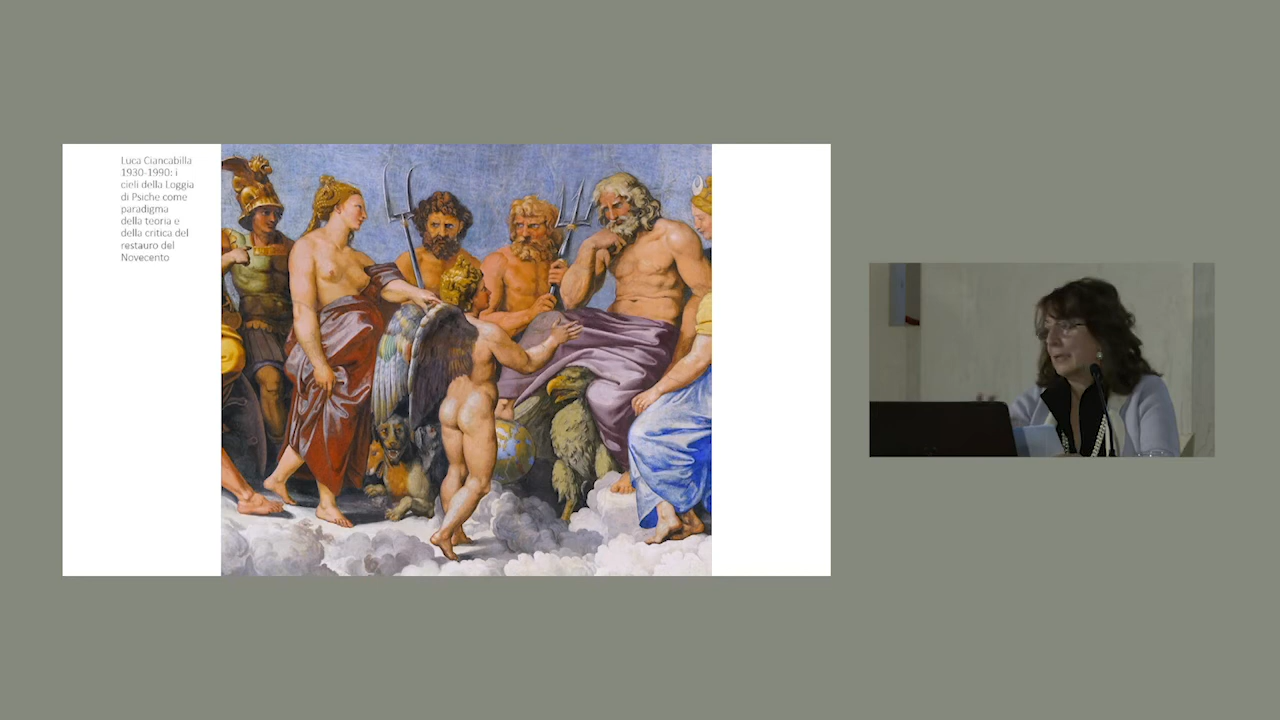 Luca Ciancabilla
1930-1990: i
cieli della Loggia
di Psiche come
paradigma
della teoria e
della critica del
restauro del
Novecento